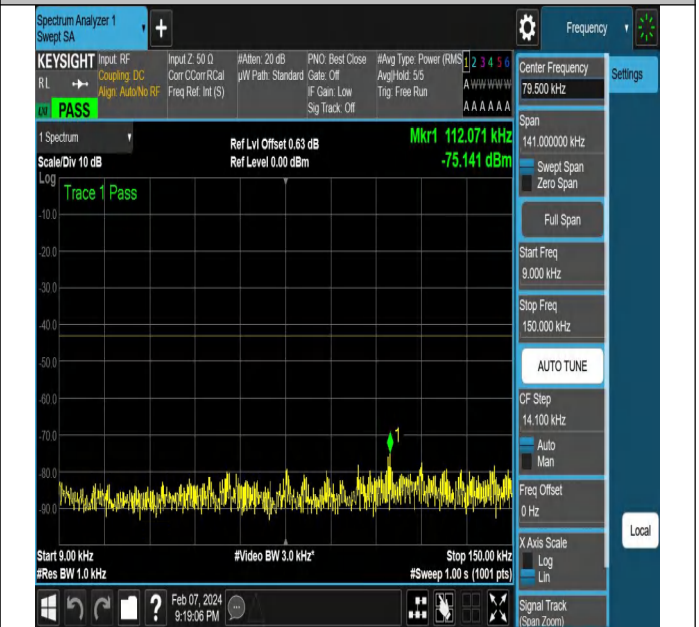 Spectrum Analyzer 1
Swept SA
Frequency
KEYSIGHT
RL
PASS
Input: RF
Coupling: DC
Align: Auto/No RF
Input Z: 50 Ω
Corr CCorr RCal
Freq Ref: Int (S)
#Atten: 20 dB
µW Path: Standard
PNO: Best Close
Gate: Off
IF Gain: Low
Sig Track: Off
#Avg Type: Power (RMS
Avg|Hold: 5/5
Trig: Free Run
1 2 3 4 5 6
A W W W W W
A A A A A A
1 Spectrum
Scale/Div 10 dB
Ref Lvl Offset 0.63 dB
Ref Level 0.00 dBm
Mkr1 112.071 kHz
-75.141 dBm
Log
Trace 1 Pass
-10.0
-20.0
-30.0
-40.0
-50.0
-60.0
-70.0
-80.0
-90.0
1
Start 9.00 kHz
#Video BW 3.0 kHz*
Stop 150.00 kHz
#Res BW 1.0 kHz
#Sweep 1.00 s (1001 pts)
?
Feb 07, 2024
9:19:06 PM
Center Frequency
79.500 kHz
Settings
Span
141.000000 kHz
Swept Span
Zero Span
Full Span
Start Freq
9.000 kHz
Stop Freq
150.000 kHz
AUTO TUNE
CF Step
14.100 kHz
Auto
Man
Freq Offset
0 Hz
Local
X Axis Scale
Log
Lin
Signal Track
(Span Zoom)